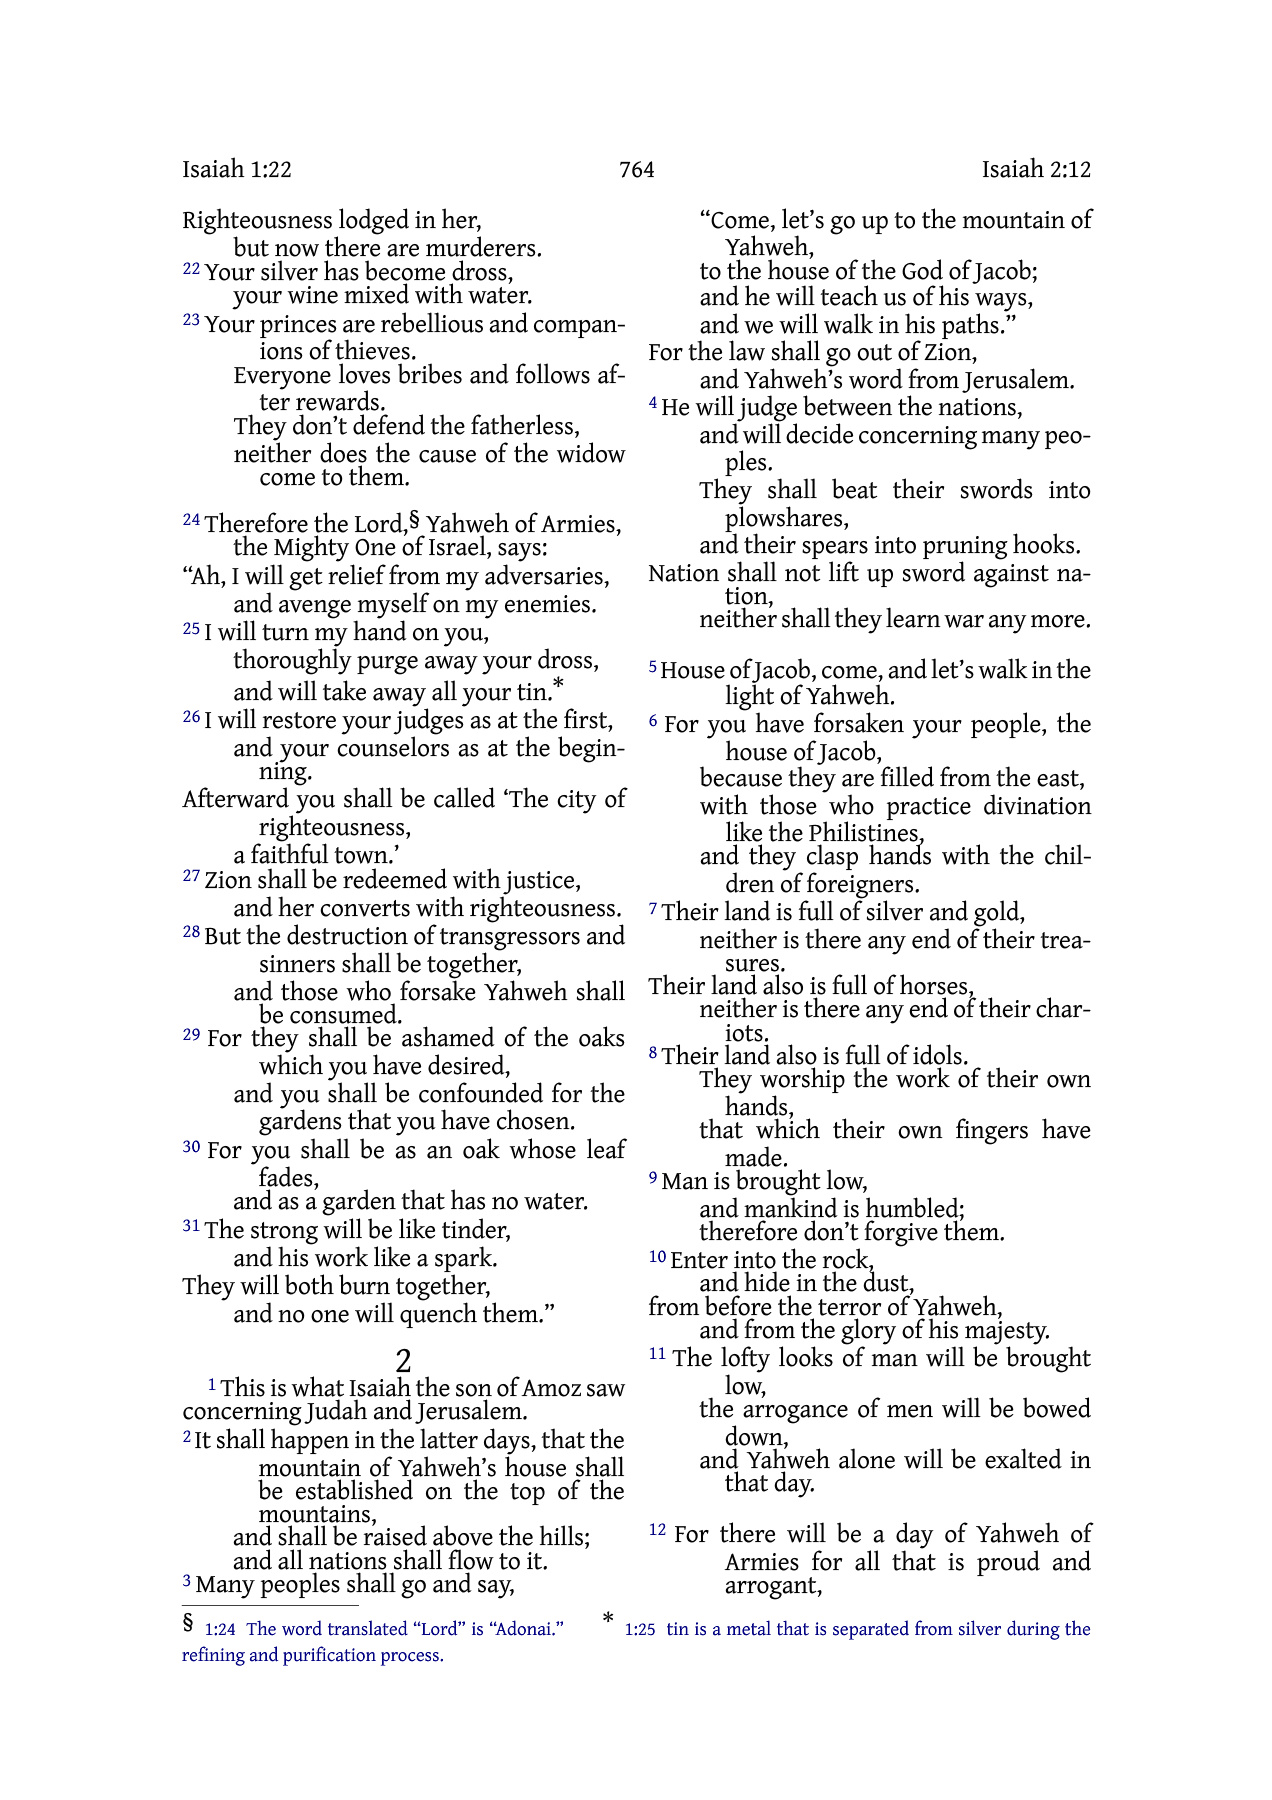 Isaiah 1:22 764 Isaiah 2:12
Righteousness lodged in her,
but now there are murderers.
22 Your silver has become dross,
your wine mixed with water.
23 Your princes are rebellious and compan-
ions of thieves.
Everyone loves bribes and follows af-
ter rewards.
They don’t defend the fatherless,
neither does the cause of the widow
come to them.
24 Therefore the Lord,§ Yahweh of Armies,
the Mighty One of Israel, says:
“Ah, I will get relief from my adversaries,
and avenge myself on my enemies.
25 I will turn my hand on you,
thoroughly purge away your dross,
and will take away all your tin.*
26 I will restore your judges as at the first,
and your counselors as at the begin-
ning.
Afterward you shall be called ‘The city of
righteousness,
a faithful town.’
27 Zion shall be redeemed with justice,
and her converts with righteousness.
28 But the destruction of transgressors and
sinners shall be together,
and those who forsake Yahweh shall
be consumed.
29 For they shall be ashamed of the oaks
which you have desired,
and you shall be confounded for the
gardens that you have chosen.
30 For you shall be as an oak whose leaf
fades,
and as a garden that has no water.
31 The strong will be like tinder,
and his work like a spark.
They will both burn together,
and no one will quench them.”
2
1 This is what Isaiah the son of Amoz saw
concerning Judah and Jerusalem.
2 It shall happen in the latter days, that the
mountain of Yahweh’s house shall
be established on the top of the
mountains,
and shall be raised above the hills;
and all nations shall flow to it.
3 Many peoples shall go and say,
“Come, let’s go up to the mountain of
Yahweh,
to the house of the God of Jacob;
and he will teach us of his ways,
and we will walk in his paths.”
For the law shall go out of Zion,
and Yahweh’s word from Jerusalem.
4 He will judge between the nations,
and will decide concerning many peo-
ples.
They shall beat their swords into
plowshares,
and their spears into pruning hooks.
Nation shall not lift up sword against na-
tion,
neither shall they learn war any more.
5 House of Jacob, come, and let’s walk in the
light of Yahweh.
6 For you have forsaken your people, the
house of Jacob,
because they are filled from the east,
with those who practice divination
like the Philistines,
and they clasp hands with the chil-
dren of foreigners.
7 Their land is full of silver and gold,
neither is there any end of their trea-
sures.
Their land also is full of horses,
neither is there any end of their char-
iots.
8 Their land also is full of idols.
They worship the work of their own
hands,
that which their own fingers have
made.
9 Man is brought low,
and mankind is humbled;
therefore don’t forgive them.
10 Enter into the rock,
and hide in the dust,
from before the terror of Yahweh,
and from the glory of his majesty.
11 The lofty looks of man will be brought
low,
the arrogance of men will be bowed
down,
and Yahweh alone will be exalted in
that day.
12 For there will be a day of Yahweh of
Armies for all that is proud and
arrogant,
§ 1:24 The word translated “Lord” is “Adonai.” * 1:25 tin is a metal that is separated from silver during the
refining and purification process.